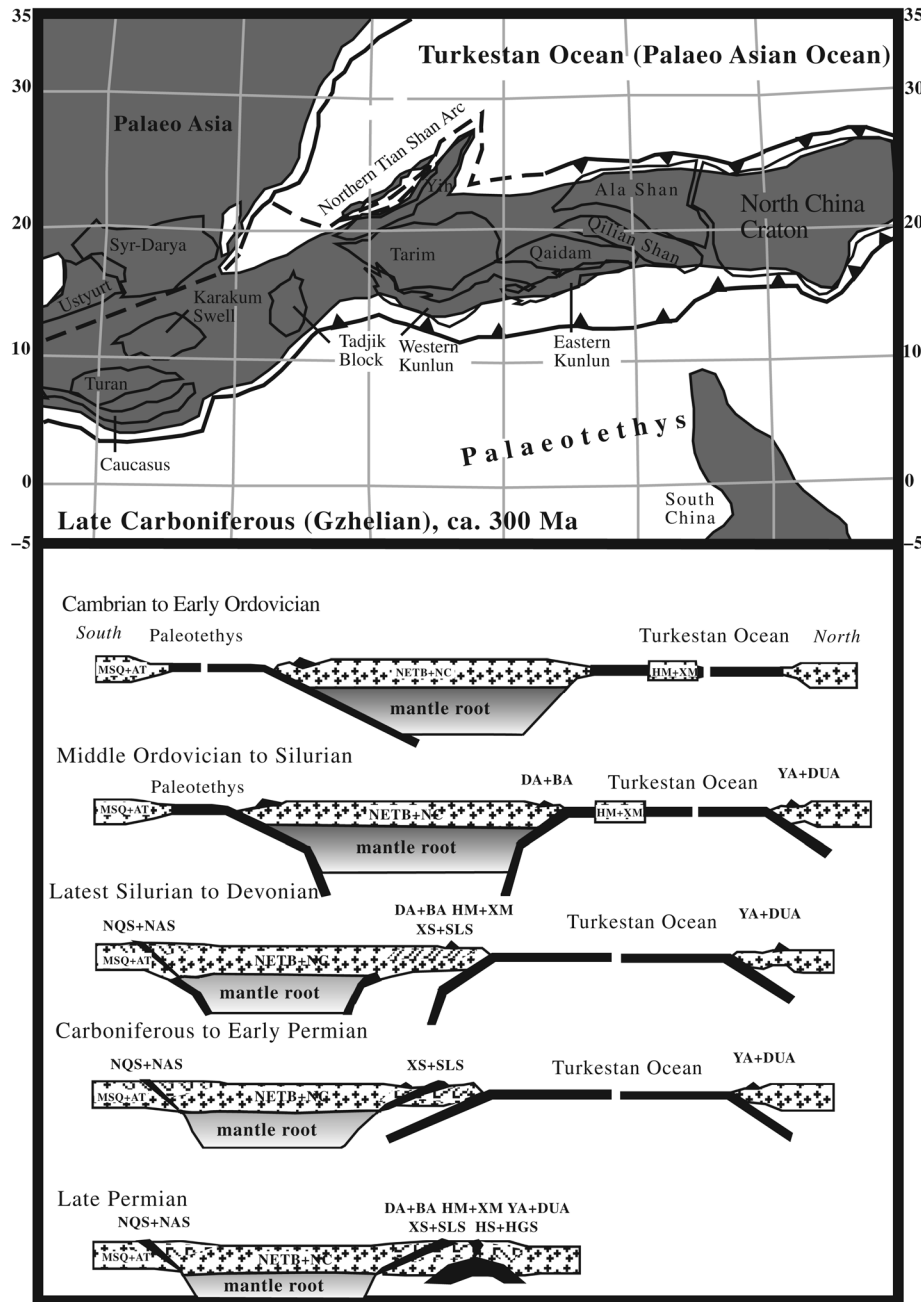 35
35
Turkestan Ocean (Palaeo Asian Ocean)
30
30
Palaeo Asia
Northern Tian Shan Arc
Yili
Ala Shan
North China
Craton
20
20
Syr-Darya
Tarim
Qaidam
Qilian Shan
Ustyurt
Karakum
Swell
Tadjik
Block
Western
Kunlun
Eastern
Kunlun
10
10
Turan
Palaeotethys
Caucasus
0
0
South
China
Late Carboniferous (Gzhelian), ca. 300 Ma
−5
−5
Cambrian to Early Ordovician
South
Paleotethys
Turkestan Ocean
North
MSQ+AT
NETB+NC
HM+XM
mantle root
Middle Ordovician to Silurian
Paleotethys
DA+BA
Turkestan Ocean
YA+DUA
MSQ+AT
NETB+NC
HM+XM
mantle root
Latest Silurian to Devonian
NQS+NAS
DA+BA HM+XM
XS+SLS
Turkestan Ocean
YA+DUA
MSQ+AT
NETB+NC
mantle root
Carboniferous to Early Permian
NQS+NAS
XS+SLS
Turkestan Ocean
YA+DUA
MSQ+AT
NETB+NC
mantle root
Late Permian
NQS+NAS
DA+BA HM+XM YA+DUA
XS+SLS HS+HGS
MSQ+AT
NETB+NC
mantle root